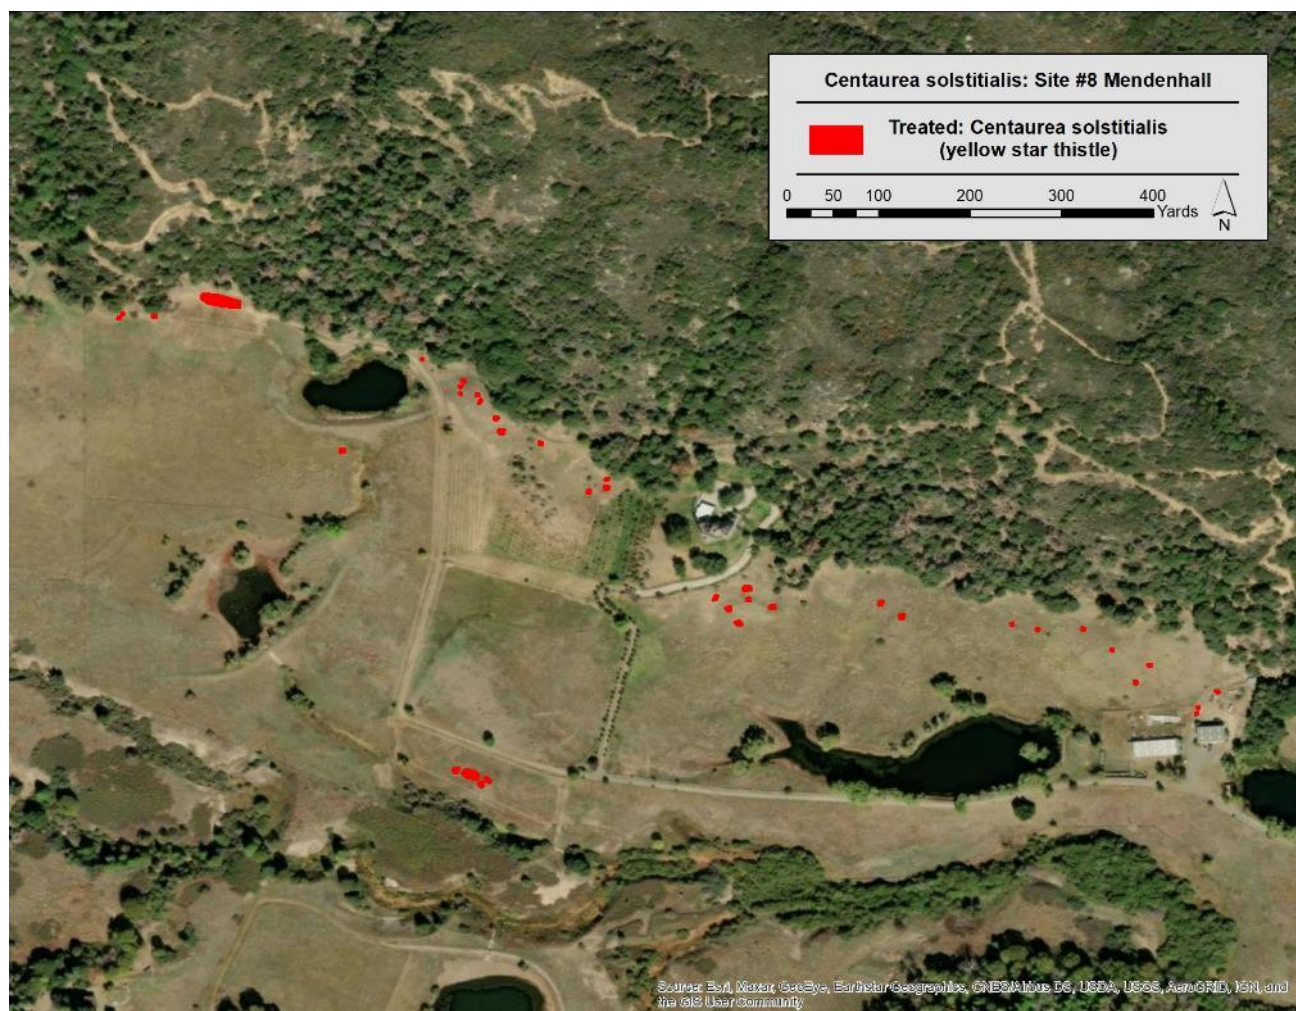 Centaurea solstitialis: Site #8 Mendenhall
Treated: Centaurea solstitialis
(yellow star thistle)
0 50 100 200 300 400
Yards
N
Source: Esri, Maxar, GeoEye, Earthstar Geographics, CNES/Airbus DS, USDA, USGS, AeroGRID, IGN, and
the GIS User Community